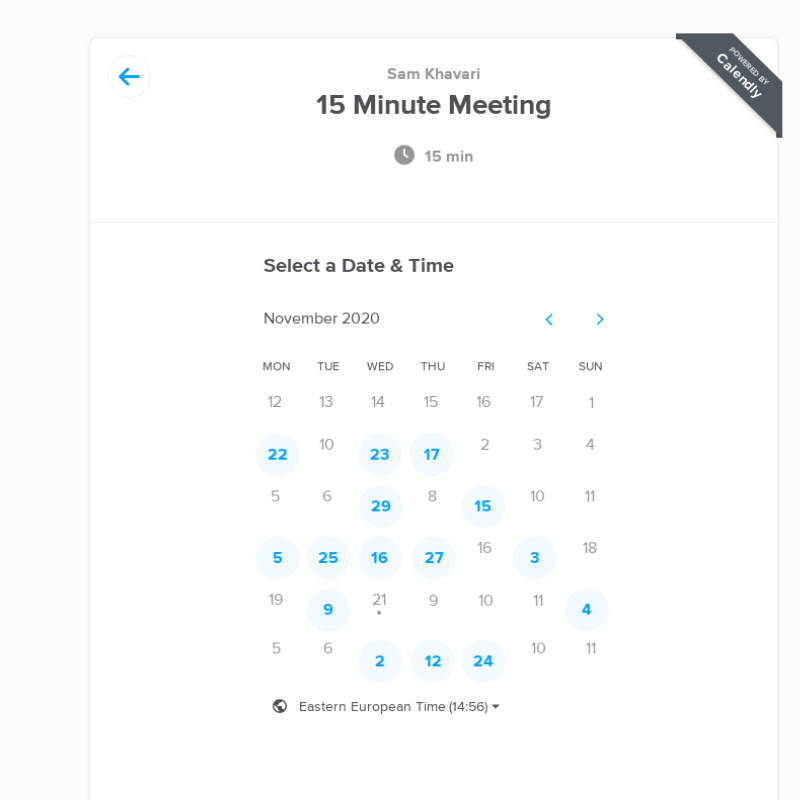 POWERED BY
Calendly
Sam Khavari
15 Minute Meeting
15 min
Select a Date & Time
November 2020
MON TUE WED THU FRI SAT SUN
12 13 14 15 16 17 1
22 10 23 17 2 3 4
5 6 29 8 15 10 11
5 25 16 27 16 3 18
19 9 21 9 10 11 4
5 6 2 12 24 10 11
Eastern European Time (14:56)